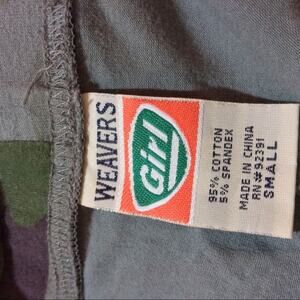 WEAVERS
Girl
95% COTTON
5% SPANDEX
MADE IN CHINA
RN#92391
SMALL